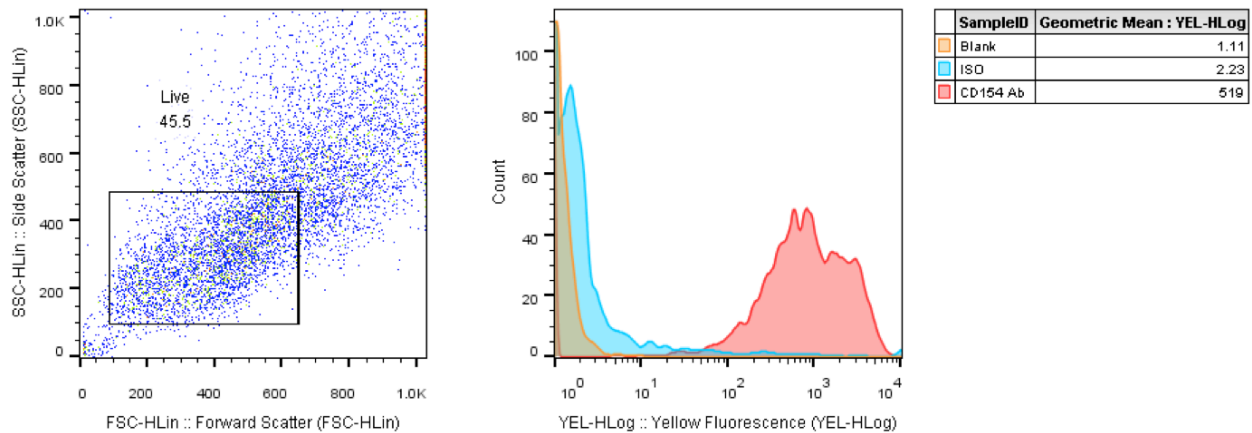 SSC-HLin :: Side Scatter (SSC-HLin)
1.0K
800
600
400
200
0
Live
45.5
0 200 400 600 800 1.0K
FSC-HLin :: Forward Scatter (FSC-HLin)
Count
100
80
60
40
20
0
10^0 10^1 10^2 10^3 10^4
YEL-HLog :: Yellow Fluorescence (YEL-HLog)
SampleID Geometric Mean : YEL-HLog
Blank 1.11
ISO 2.23
CD154 Ab 519